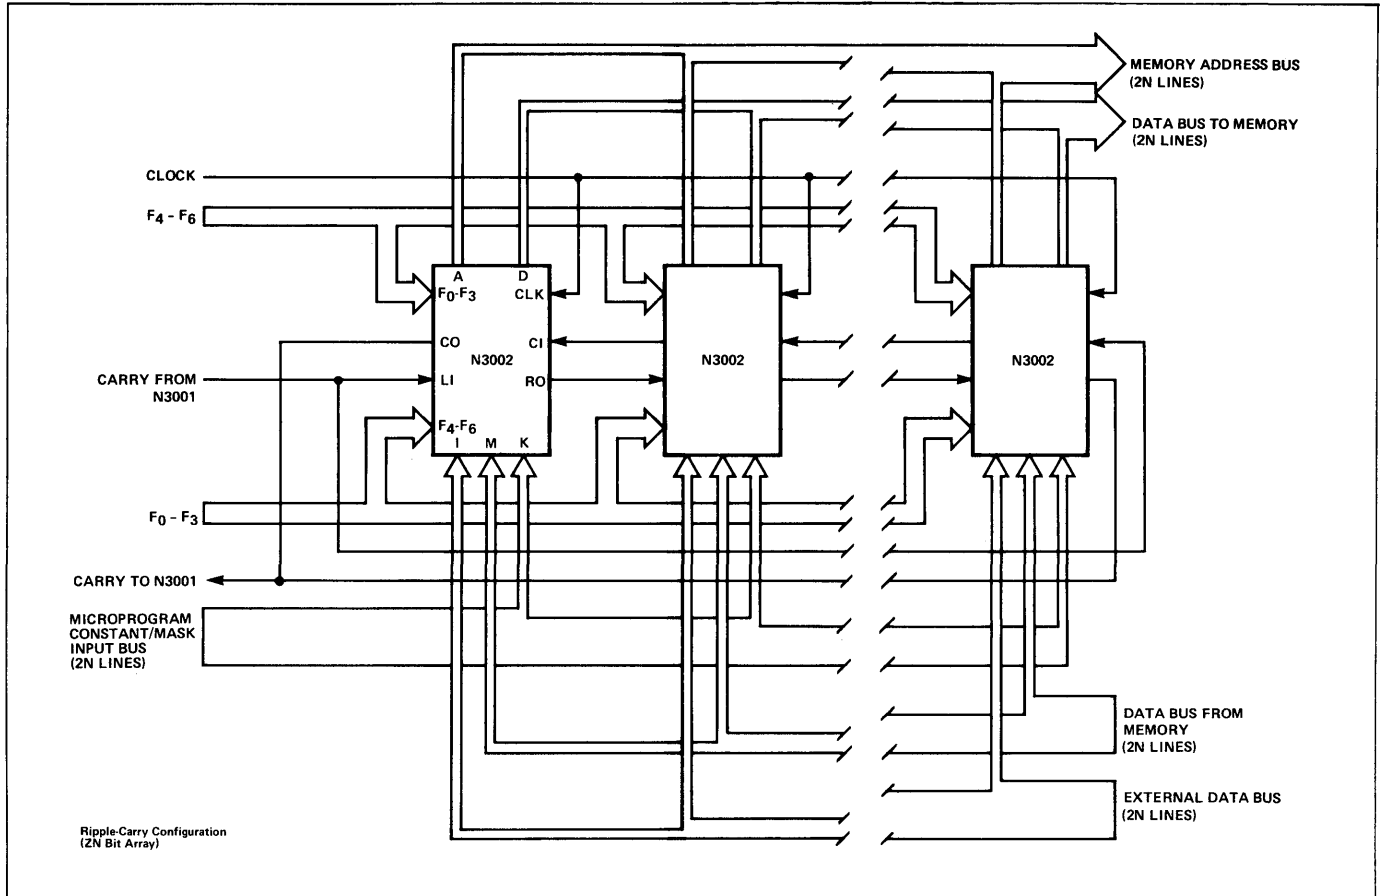 MEMORY ADDRESS BUS
(2N LINES)
DATA BUS TO MEMORY
(2N LINES)
CLOCK
F4 – F6
A D
F0-F3 CLK
CO CI
N3002
N3002
N3002
CARRY FROM
N3001
LI RO
F4-F6
I M K
F0 – F3
CARRY TO N3001
MICROPROGRAM
CONSTANT/MASK
INPUT BUS
(2N LINES)
DATA BUS FROM
MEMORY
(2N LINES)
EXTERNAL DATA BUS
(2N LINES)
Ripple-Carry Configuration
(ZN Bit Array)